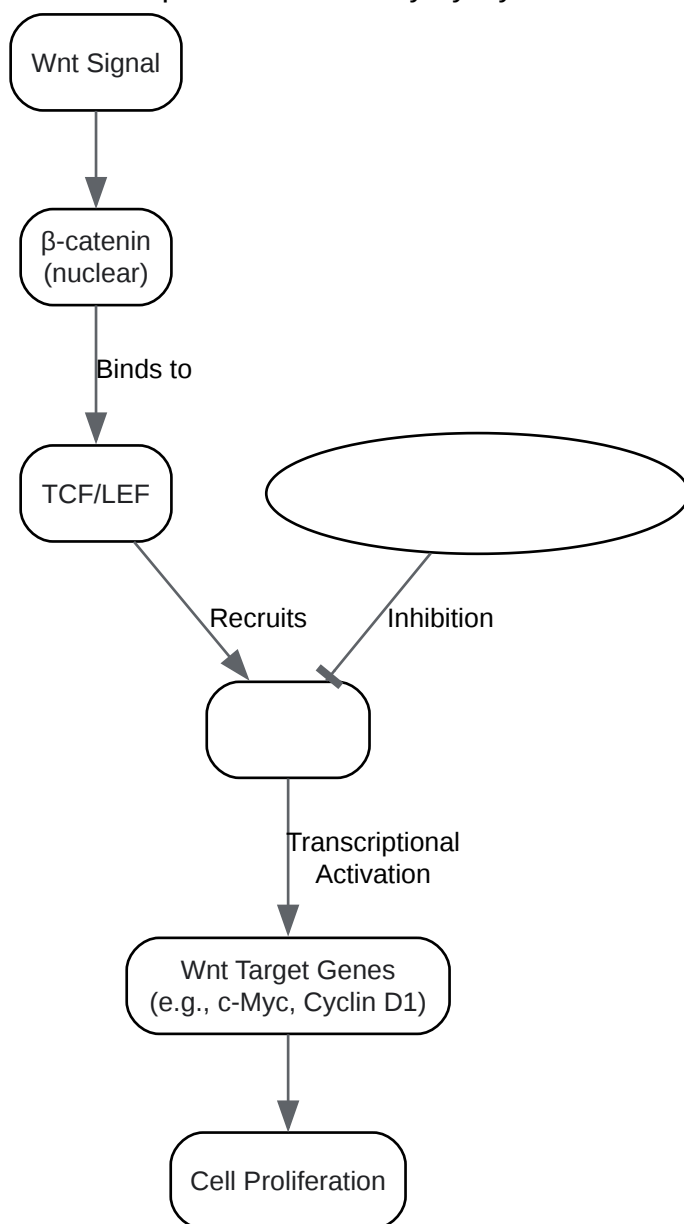 Wnt Signal
β-catenin
(nuclear)
Binds to
TCF/LEF
Recruits
Inhibition
Transcriptional
Activation
Wnt Target Genes
(e.g., c-Myc, Cyclin D1)
Cell Proliferation